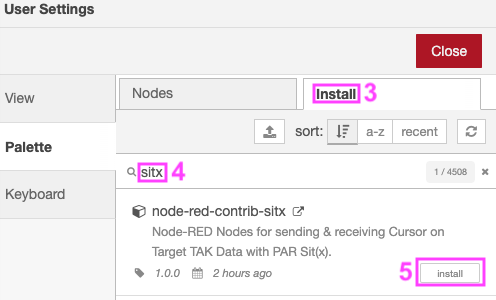 User Settings
Close
View
Palette
Keyboard
Nodes
Install 3
sort: a-z recent
sitx 4
1 / 4508 ×
node-red-contrib-sitx
Node-RED Nodes for sending & receiving Cursor on
Target TAK Data with PAR Sit(x).
1.0.0 2 hours ago
5 install